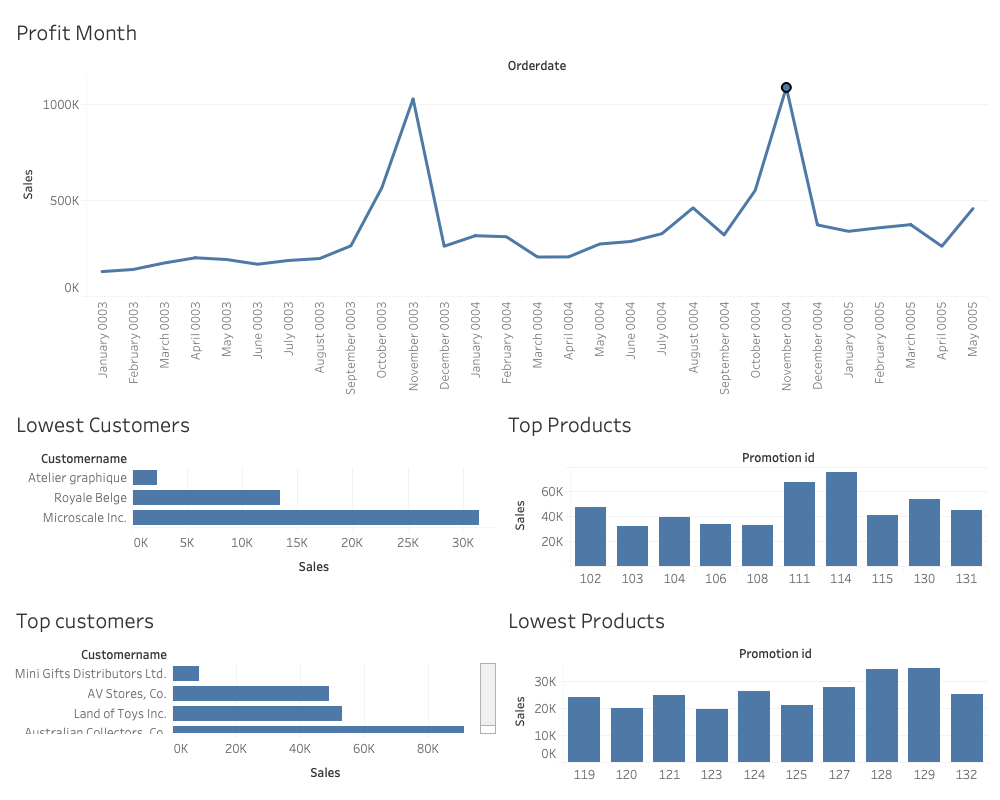 Profit Month
Orderdate
Sales
1000K
500K
0K
January 0003
February 0003
March 0003
April 0003
May 0003
June 0003
July 0003
August 0003
September 0003
October 0003
November 0003
December 0003
January 0004
February 0004
March 0004
April 0004
May 0004
June 0004
July 0004
August 0004
September 0004
October 0004
November 0004
December 0004
January 0005
February 0005
March 0005
April 0005
May 0005
Lowest Customers
Customername
Atelier graphique
Royale Belge
Microscale Inc.
0K 5K 10K 15K 20K 25K 30K
Sales
Top Products
Promotion id
Sales
60K
40K
20K
102 103 104 106 108 111 114 115 130 131
Top customers
Customername
Mini Gifts Distributors Ltd.
AV Stores, Co.
Land of Toys Inc.
Australian Collectors, Co.
0K 20K 40K 60K 80K
Sales
Lowest Products
Promotion id
Sales
30K
20K
10K
0K
119 120 121 123 124 125 127 128 129 132